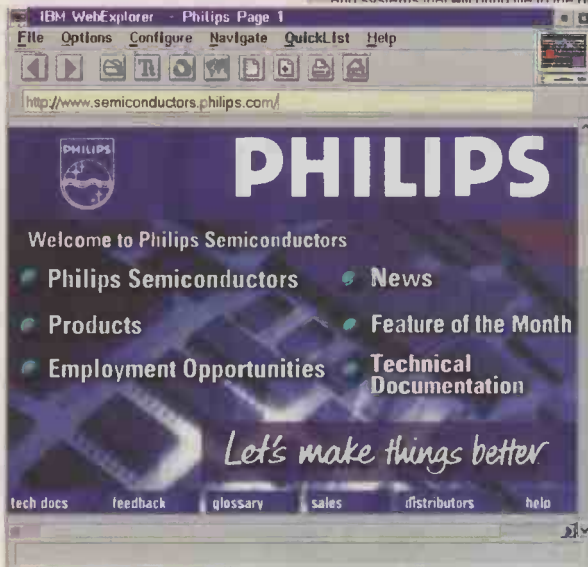 IBM WebExplorer - Philips Page 1
File Options Configure Navigate QuickList Help
http://www.semiconductors.philips.com/
PHILIPS
PHILIPS
Welcome to Philips Semiconductors
Philips Semiconductors
News
Products
Feature of the Month
Employment Opportunities
Technical
Documentation
Let's make things better
tech docs feedback glossary sales distributors help